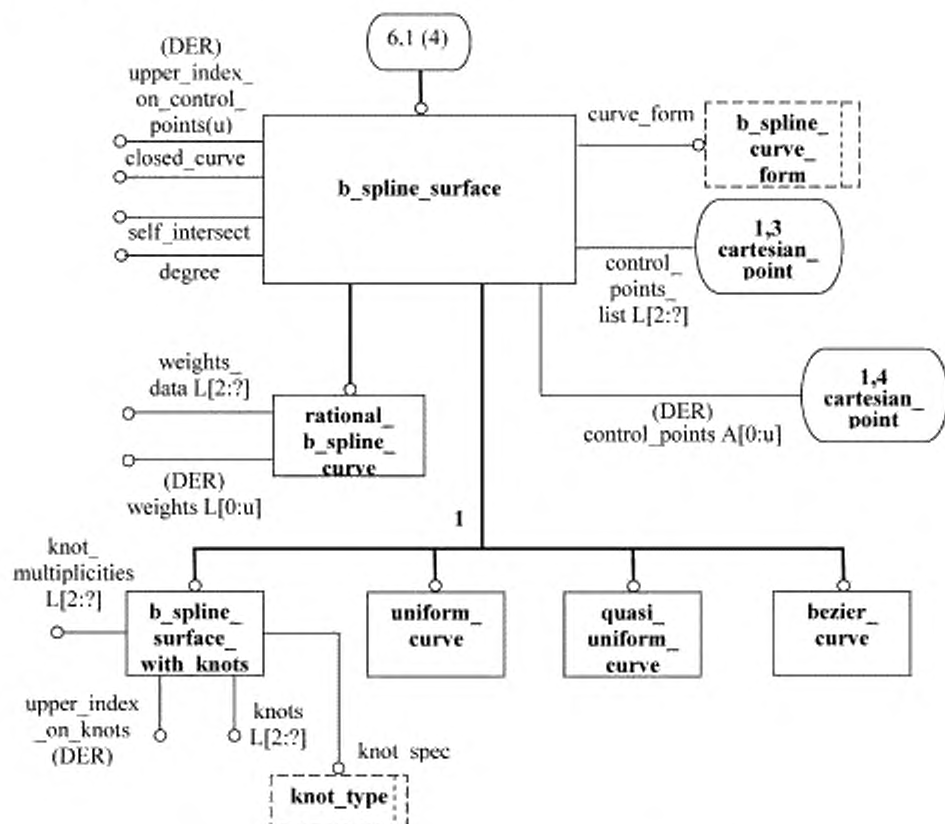 6.1 (4)
(DER)
upper_index_
on_control_
points(u)
closed_curve
self_intersect
degree
b_spline_surface
curve_form
b_spline_
curve_
form
1,3
cartesian_
point
control_
points_
list L[2:?]
1,4
cartesian_
point
(DER)
control_points A[0:u]
weights_
data L[2:?]
rational_
b_spline_
curve
(DER)
weights L[0:u]
1
knot_
multiplicities
L[2:?]
b_spline_
surface_
with_knots
uniform_
curve
quasi_
uniform_
curve
bezier_
curve
upper_index
_on_knots
(DER)
knots
L[2:?]
knot_spec
knot_type